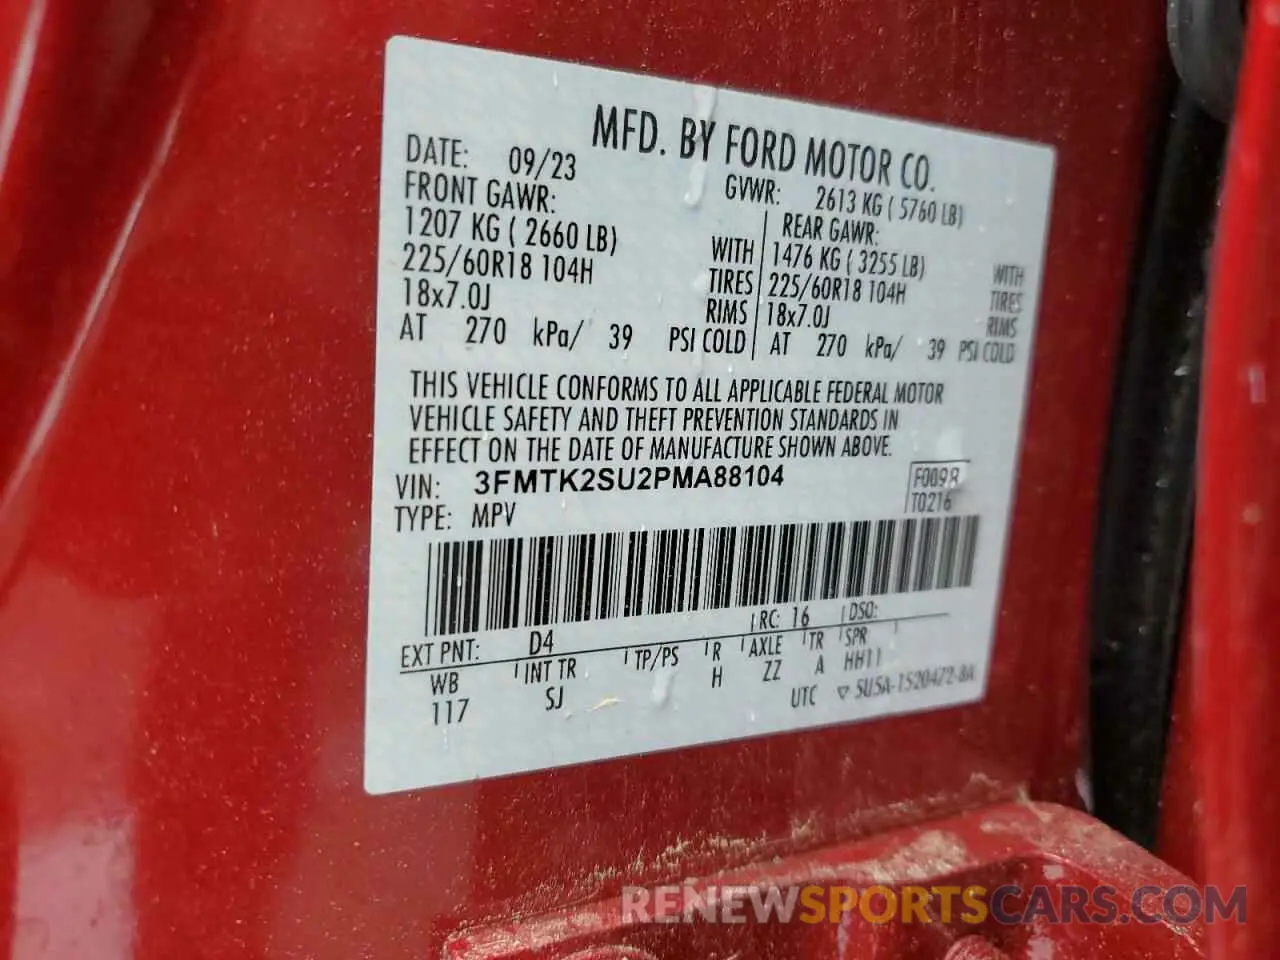 MFD. BY FORD MOTOR CO.
DATE: 09/23
GVWR: 2613 KG ( 5760 LB)
FRONT GAWR:
REAR GAWR:
1207 KG ( 2660 LB) WITH
1476 KG ( 3255 LB) WITH
225/60R18 104H TIRES
225/60R18 104H TIRES
18x7.0J RIMS
18x7.0J RIMS
AT 270 kPa/ 39 PSI COLD
AT 270 kPa/ 39 PSI COLD
THIS VEHICLE CONFORMS TO ALL APPLICABLE FEDERAL MOTOR
VEHICLE SAFETY AND THEFT PREVENTION STANDARDS IN
EFFECT ON THE DATE OF MANUFACTURE SHOWN ABOVE.
VIN: 3FMTK2SU2PMA88104
F0098
TYPE: MPV
T0216
EXT PNT: D4 RC: 16 DSO:
WB INT TR TP/PS R AXLE TR SPR
117 SJ H ZZ A HH11
UTC ▽ 5U5A-1520472-8A
RENEWSPORTSCARS.COM